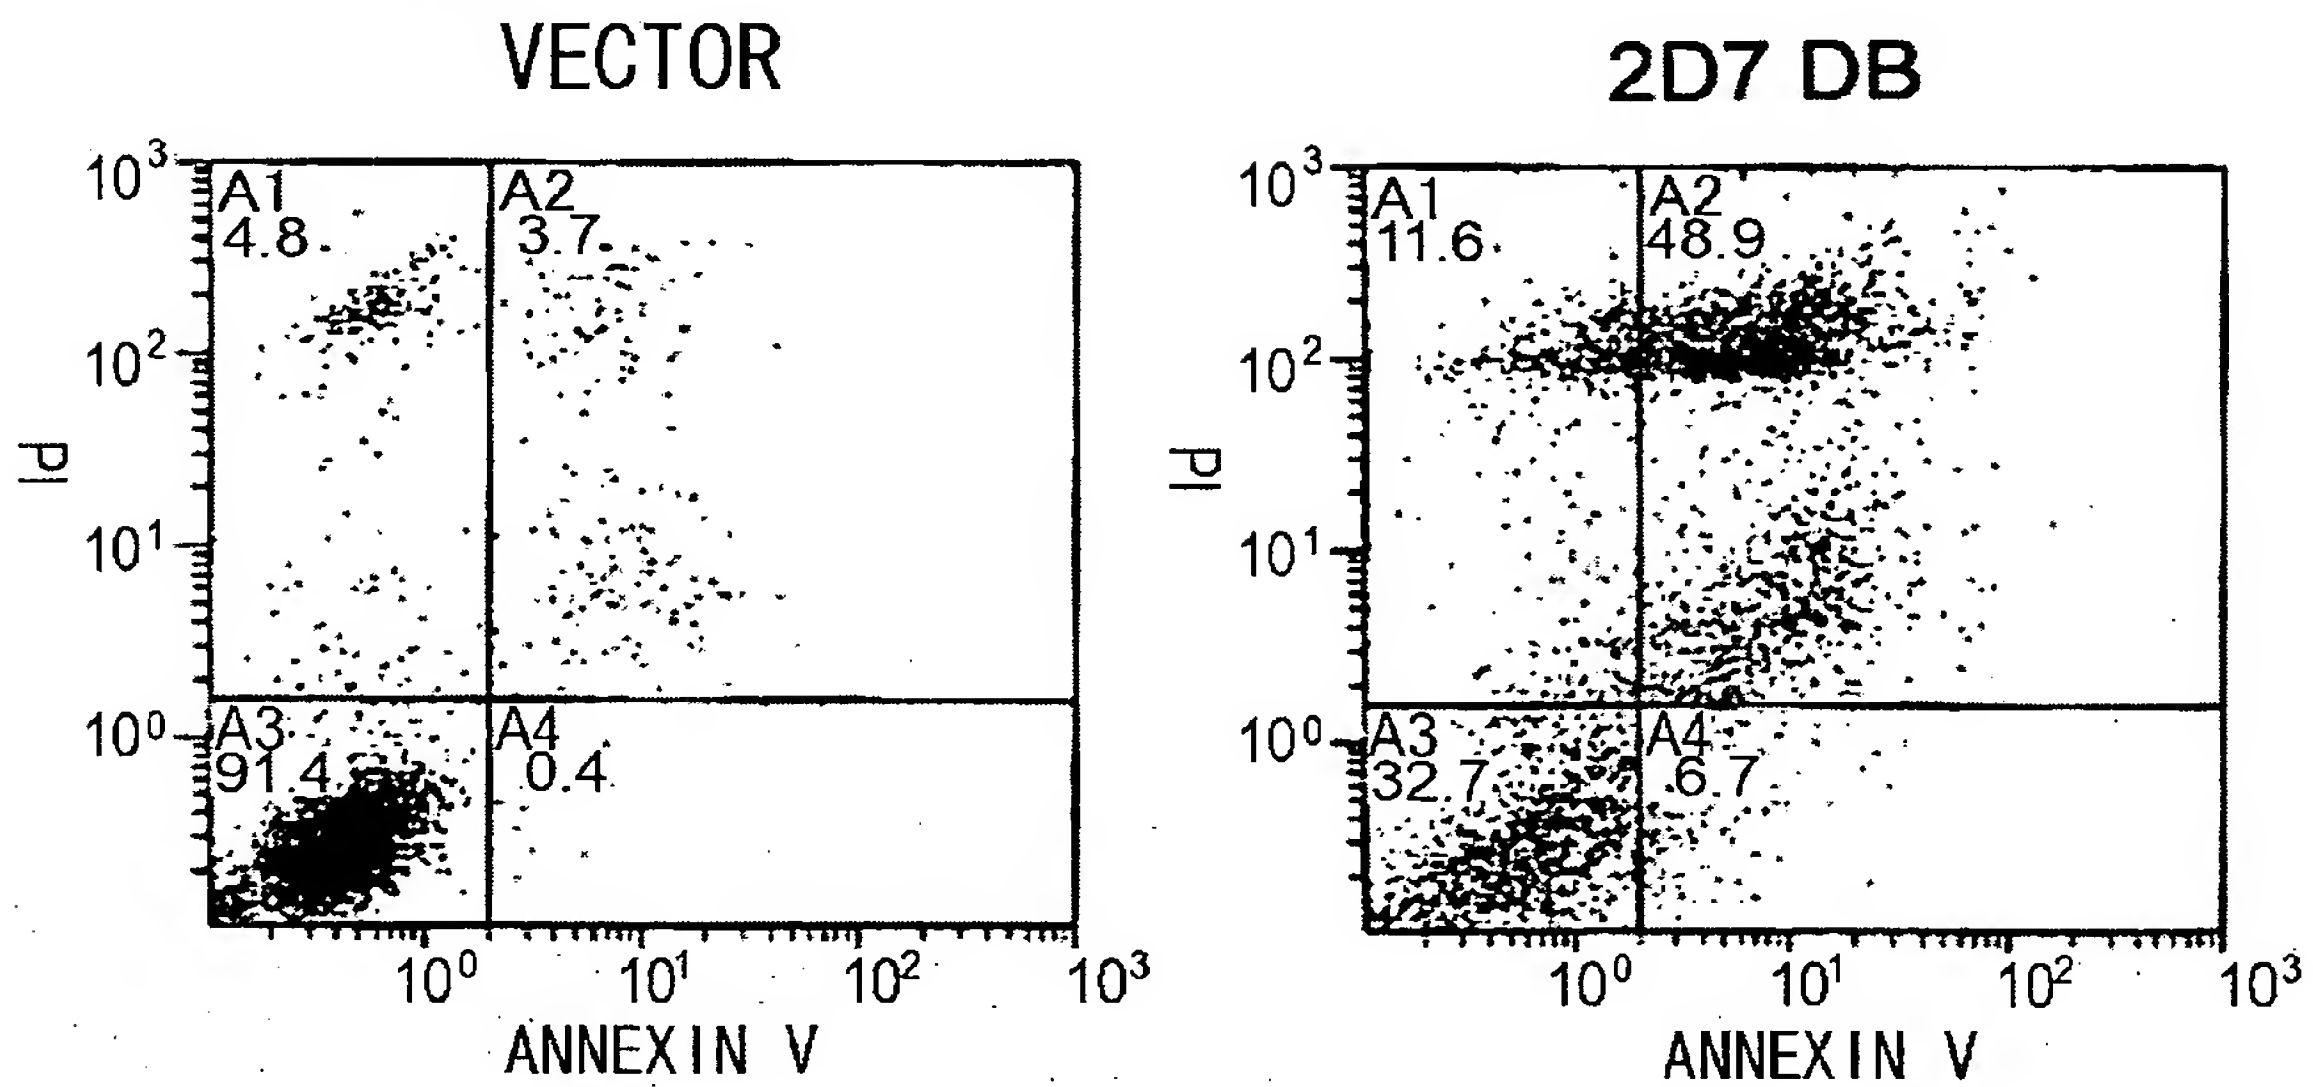 VECTOR
10³
A1
4.8
A2
3.7
10²
PI
10¹
10⁰
A3
91.4
A4
0.4
10⁰ 10¹ 10² 10³
ANNEXIN V
2D7 DB
10³
A1
11.6
A2
48.9
10²
PI
10¹
10⁰
A3
32.7
A4
6.7
10⁰ 10¹ 10² 10³
ANNEXIN V